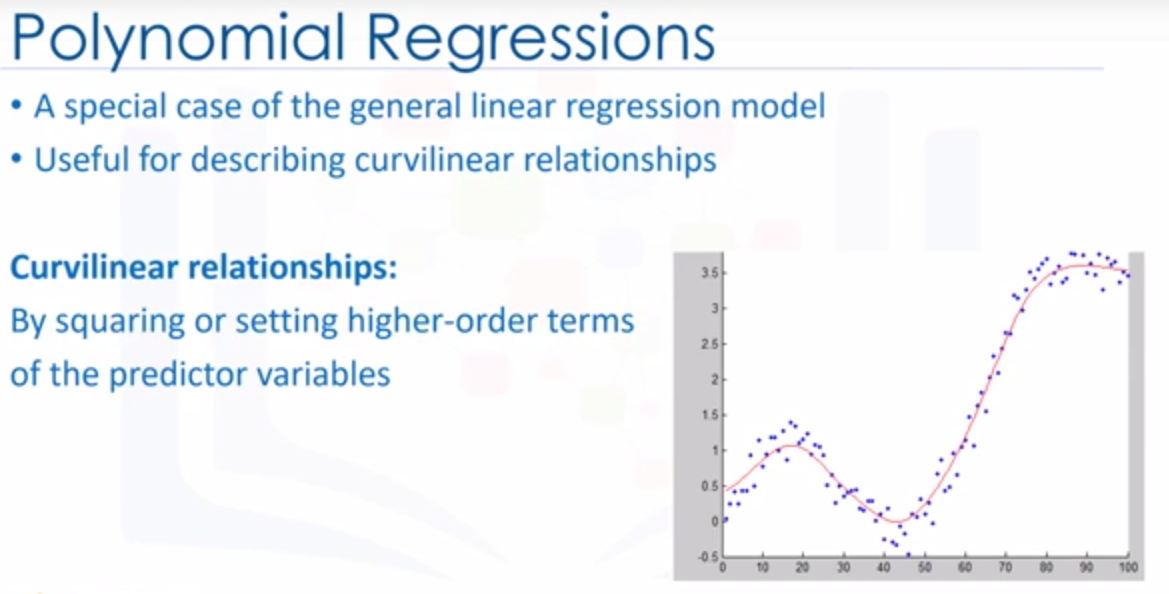 Polynomial Regressions
• A special case of the general linear regression model
• Useful for describing curvilinear relationships
Curvilinear relationships:
By squaring or setting higher-order terms
of the predictor variables
3.5
3
2.5
2
1.5
1
0.5
0
-0.5
0 10 20 30 40 50 60 70 80 90 100